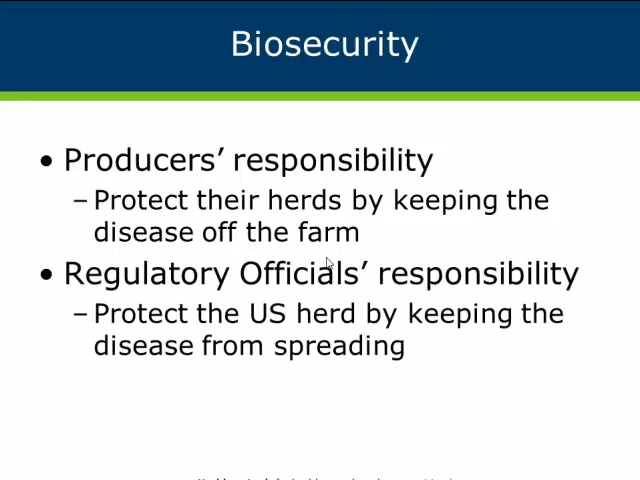 Biosecurity
• Producers’ responsibility
– Protect their herds by keeping the
disease off the farm
• Regulatory Officials’ responsibility
– Protect the US herd by keeping the
disease from spreading